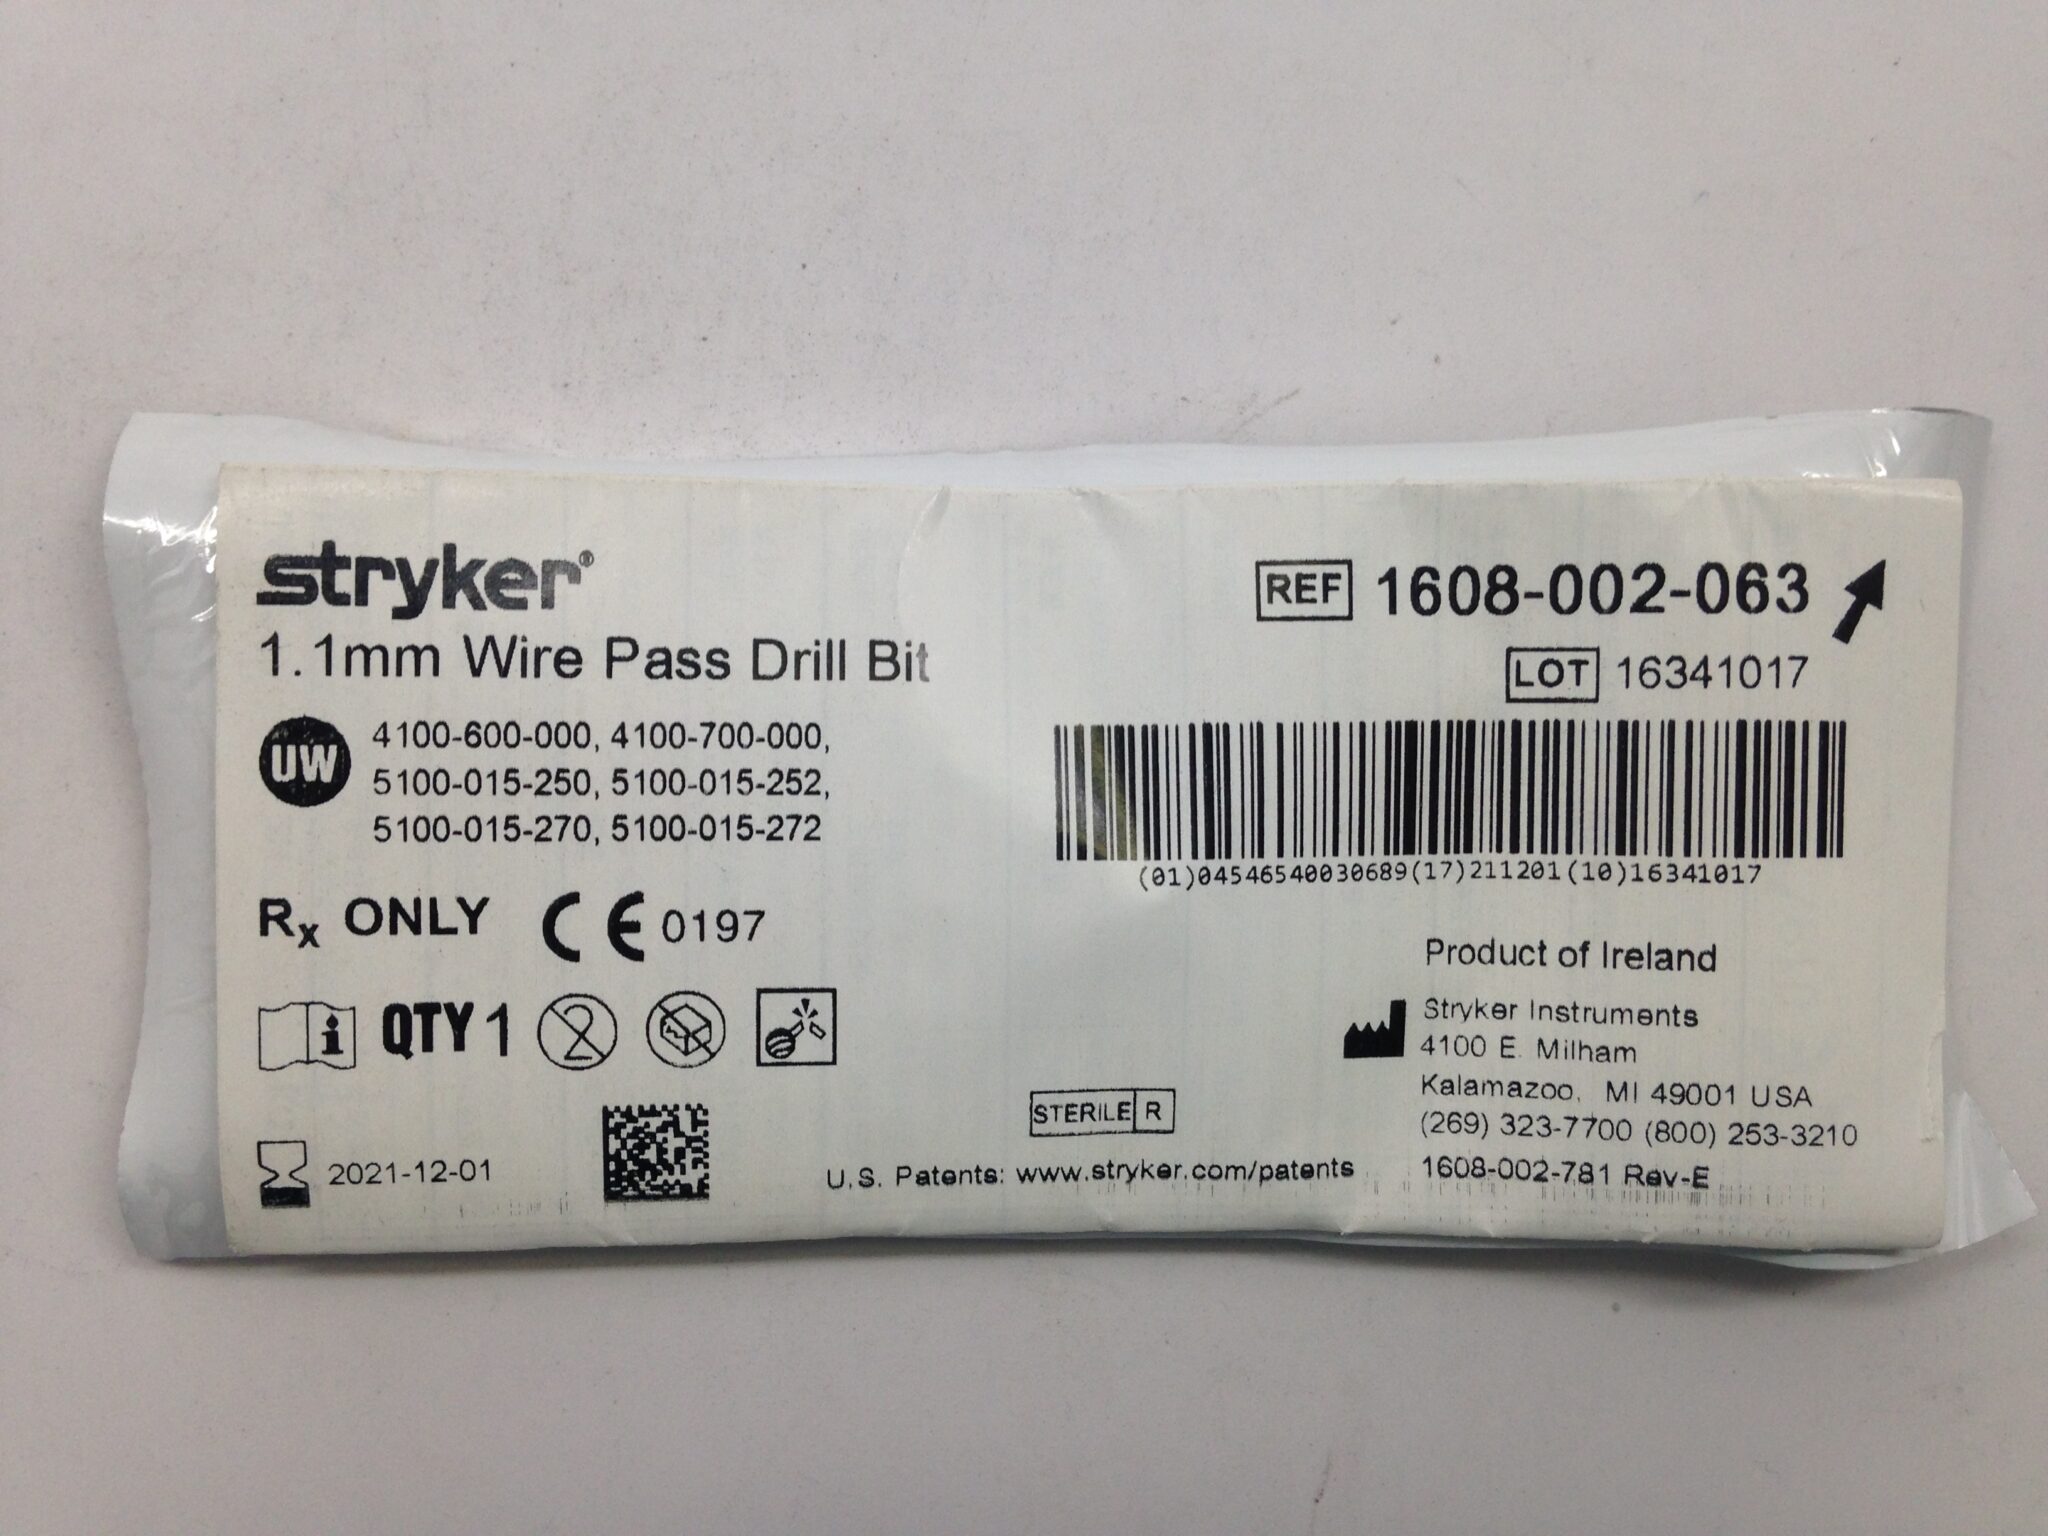 stryker®
1.1mm Wire Pass Drill Bit
UW
4100-600-000, 4100-700-000,
5100-015-250, 5100-015-252,
5100-015-270, 5100-015-272
Rx ONLY CE 0197
i QTY 1 2
2021-12-01
REF 1608-002-063
LOT 16341017
(01)04546540030689(17)211201(10)16341017
Product of Ireland
Stryker Instruments
4100 E. Milham
Kalamazoo, MI 49001 USA
(269) 323-7700 (800) 253-3210
1608-002-781 Rev-E
STERILE R
U.S. Patents: www.stryker.com/patents